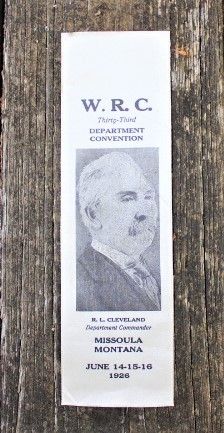 W. R. C.
Thirty-Third
DEPARTMENT
CONVENTION
R. L. CLEVELAND
Department Commander
MISSOULA
MONTANA
JUNE 14-15-16
1926